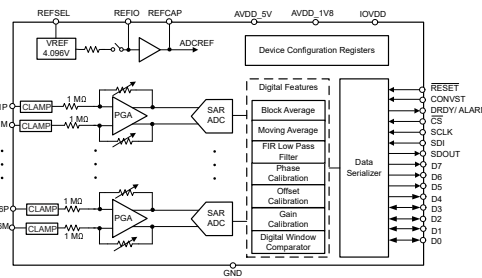 REFSEL
REFIO
REFCAP
AVDD_5V
AVDD_1V8
IOVDD
VREF
4.096V
ADCREF
Device Configuration Registers
1P
CLAMP
1 MΩ
M
CLAMP
1 MΩ
PGA
SAR
ADC
6P
CLAMP
1 MΩ
6M
CLAMP
1 MΩ
PGA
SAR
ADC
Digital Features
Block Average
Moving Average
FIR Low Pass
Filter
Phase
Calibration
Offset
Calibration
Gain
Calibration
Digital Window
Comparator
Data
Serializer
RESET
CONVST
DRDY/ ALARM
CS
SCLK
SDI
SDOUT
D7
D6
D5
D4
D3
D2
D1
D0
GND